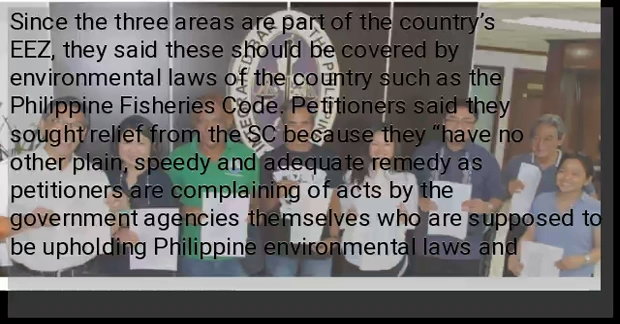 Since the three areas are part of the country’s
EEZ, they said these should be covered by
environmental laws of the country such as the
Philippine Fisheries Code. Petitioners said they
sought relief from the SC because they “have no
other plain, speedy and adequate remedy as
petitioners are complaining of acts by the
government agencies themselves who are supposed to
be upholding Philippine environmental laws and